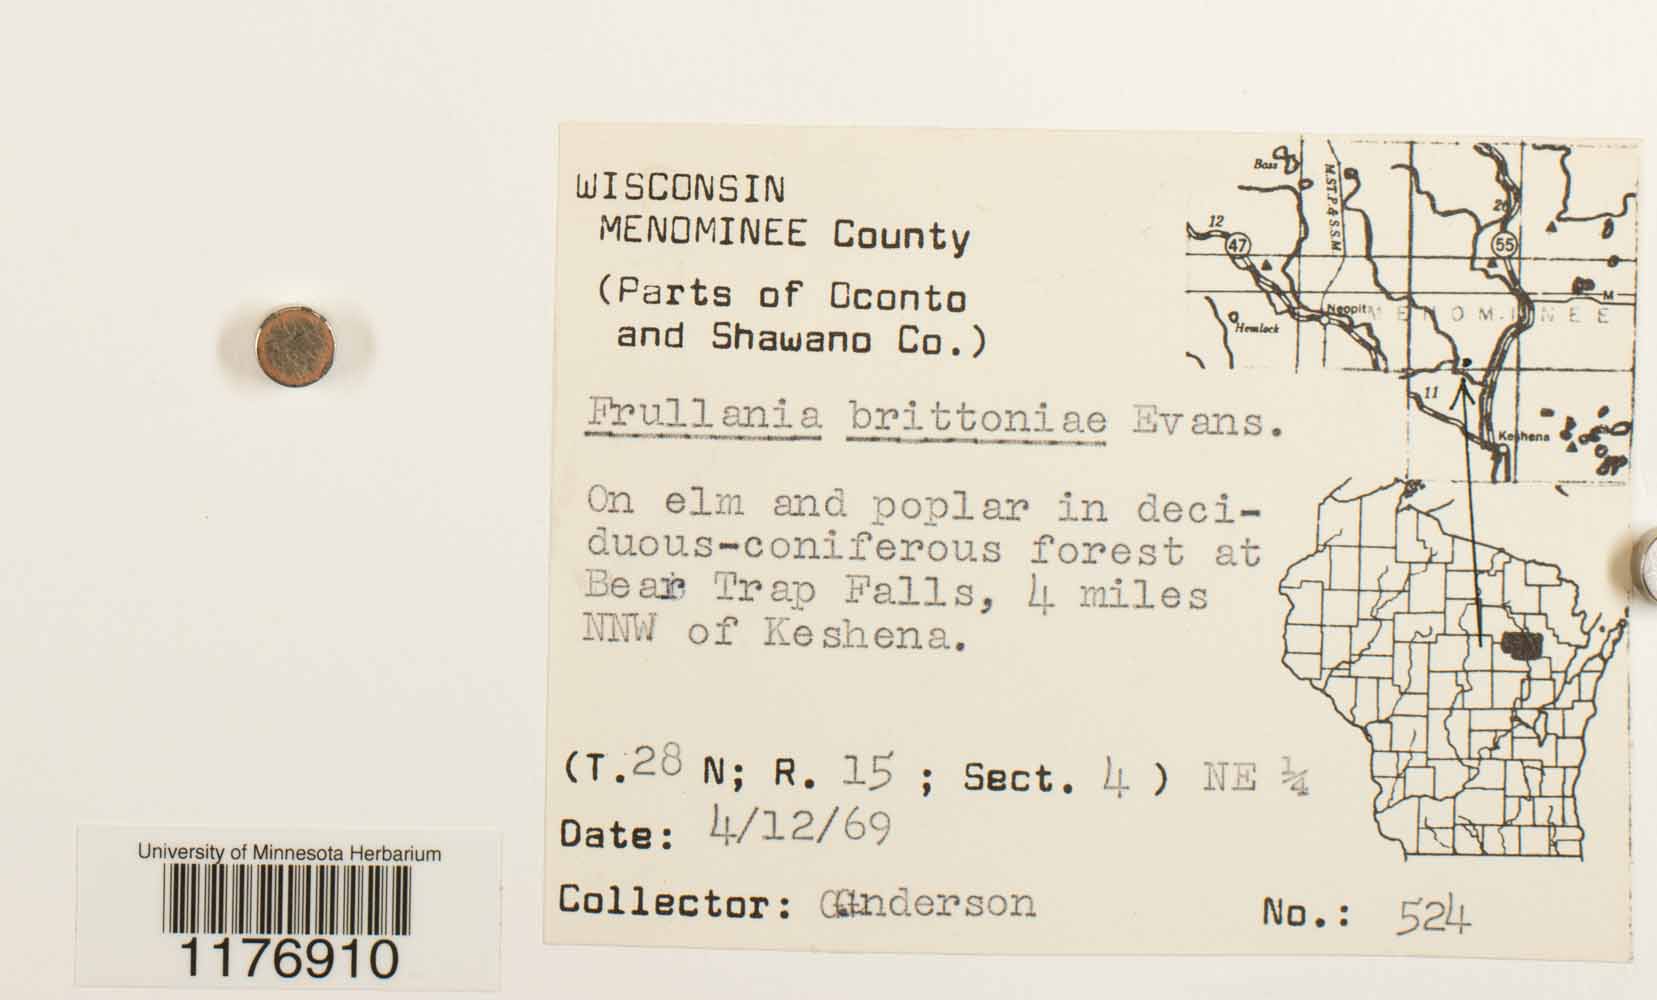 WISCONSIN
MENOMINEE County
(Parts of Oconto
and Shawano Co.)
Frullania brittoniae Evans.
On elm and poplar in deci-
duous-coniferous forest at
Bear Trap Falls, 4 miles
NNW of Keshena.
(T.28 N; R. 15 ; Sect. 4 ) NE ¼
Date: 4/12/69
Collector: Anderson
No.: 524
Bass
M.ST.P.& S.S.M.
26
12
47
55
M
Neopit
MENOMINEE
Hemlock
11
Keshena
University of Minnesota Herbarium
1176910